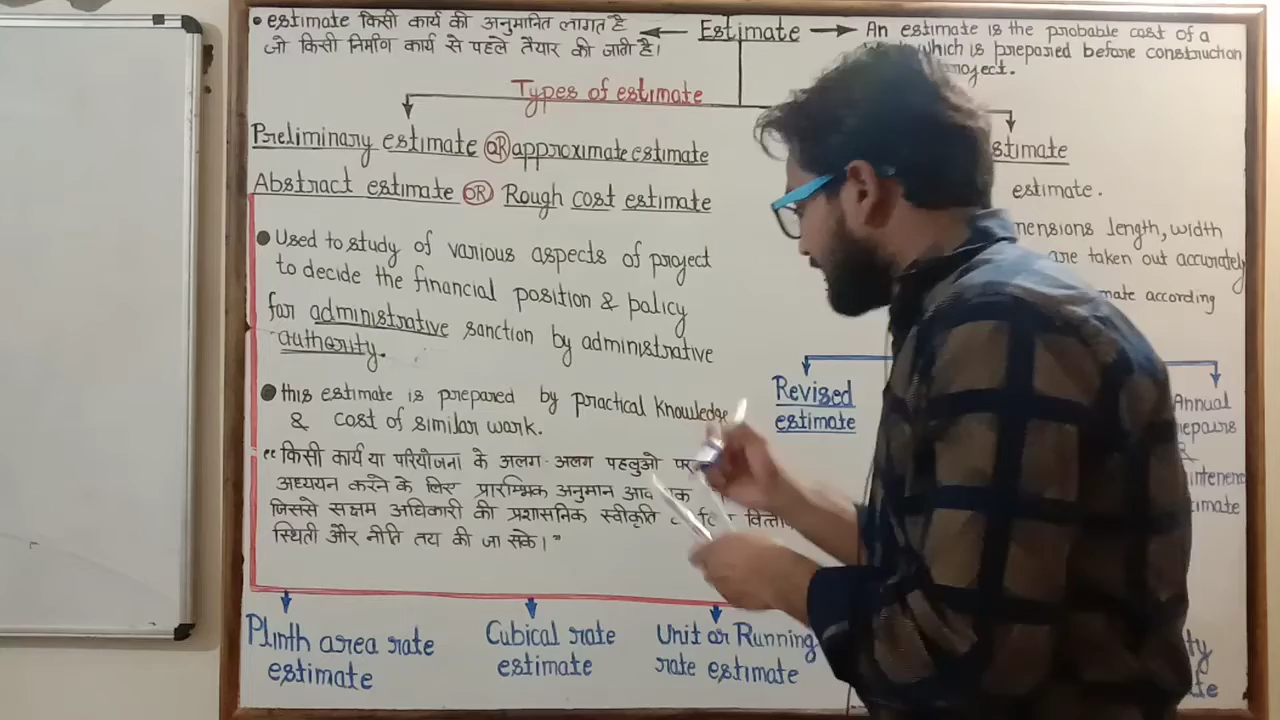 • estimate किसी कार्य की अनुमानित लागत है
जो किसी निर्माण कार्य से पहले तैयार की जाती है।
Estimate
An estimate is the probable cost of a
which is prepared before construction
project.
Types of estimate
Preliminary estimate OR approximate estimate
Abstract estimate OR Rough cost estimate
• Used to study of various aspects of project
to decide the financial position & policy
for administrative sanction by administrative
authority.
• this estimate is prepared by practical knowledge
& cost of similar work.
“किसी कार्य या परियोजना के अलग-अलग पहलुओ पर
अध्ययन करने के लिए प्रारम्भिक अनुमान
जिससे सक्षम अधिकारी की प्रशासनिक स्वीकृति
स्थिती और नीति तय की जा सके।”
Plinth area rate
estimate
Cubical rate
estimate
Unit or Running
rate estimate
estimate.
length, width
are taken out accurately
according
Revised
estimate
Annual